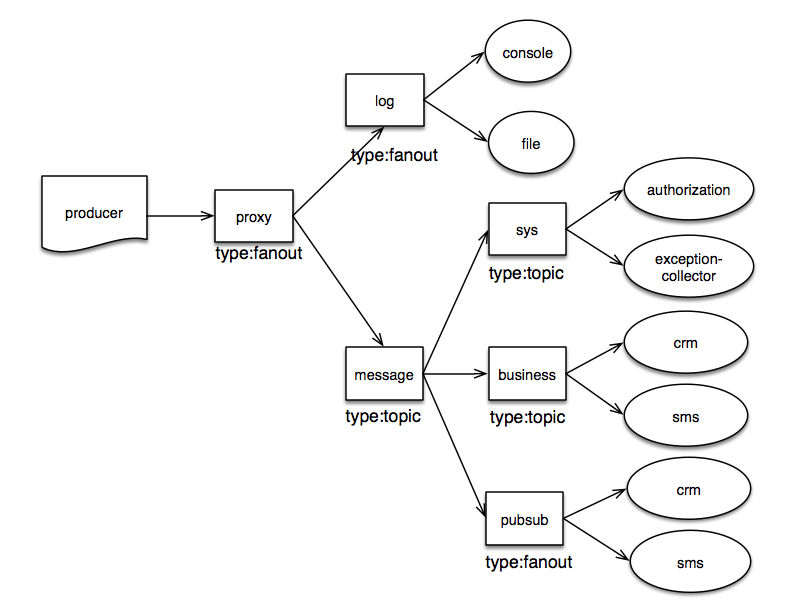 console
log
file
type:fanout
producer
proxy
type:fanout
authorization
sys
exception-
collector
type:topic
crm
message
business
type:topic
type:topic
sms
crm
pubsub
type:fanout
sms